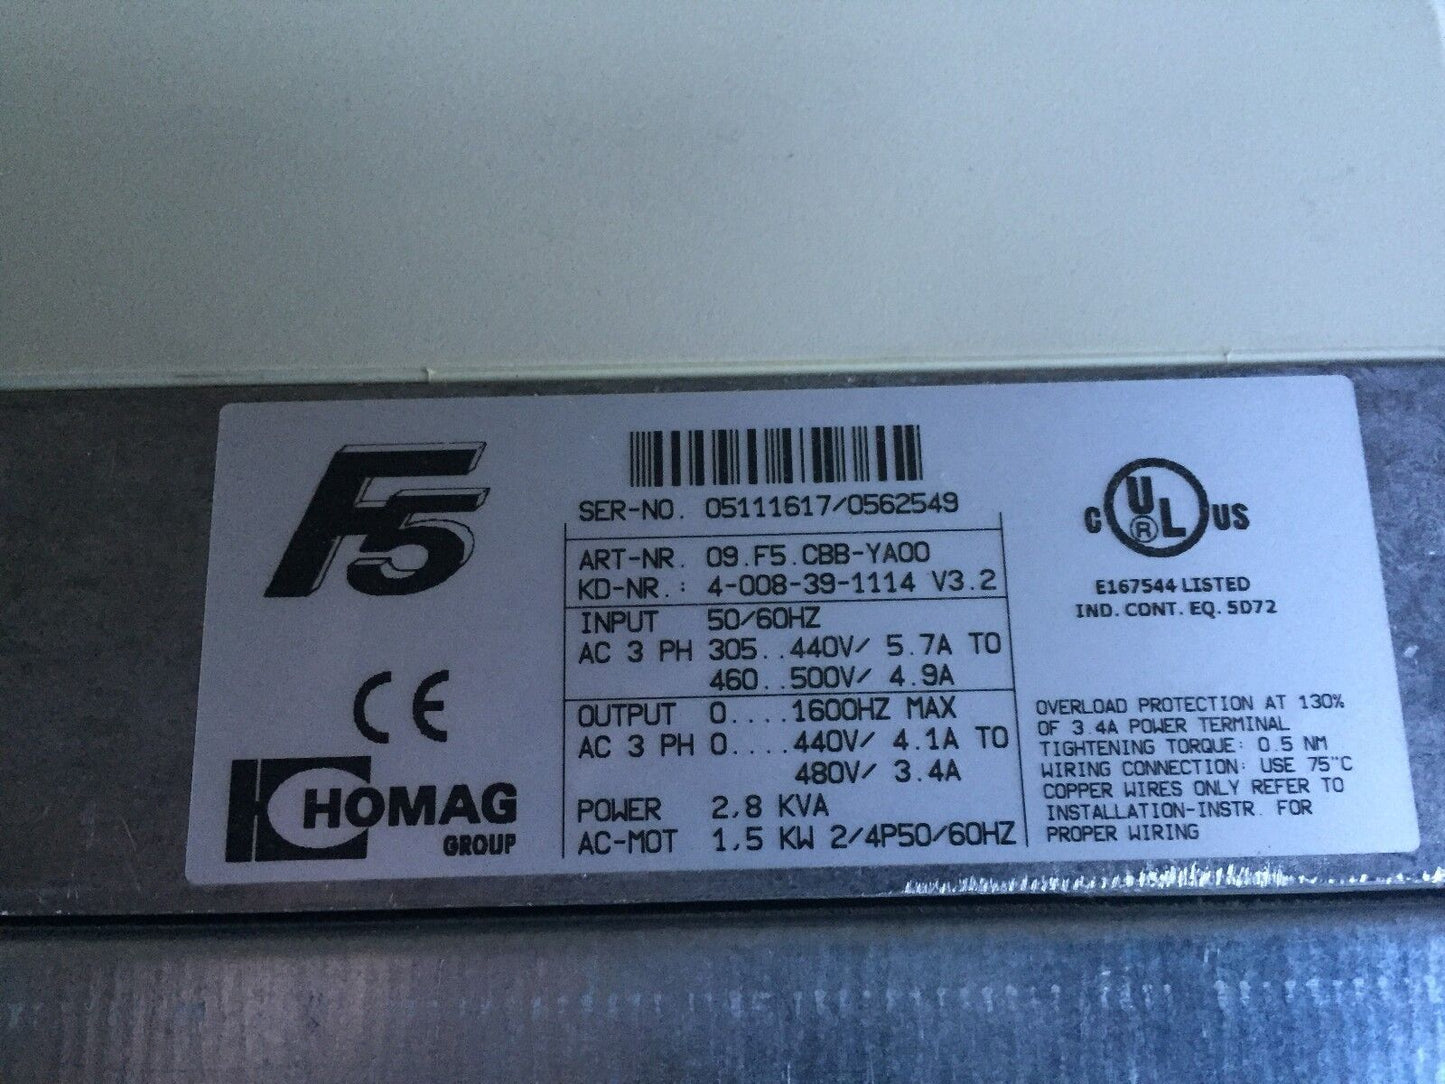 F5
SER-NO. 05111617/0562549
ART-NR. 09.F5.CBB-YA00
KD-NR.: 4-008-39-1114 V3.2
INPUT 50/60HZ
AC 3 PH 305..440V/ 5.7A TO
460..500V/ 4.9A
OUTPUT 0....1600HZ MAX
AC 3 PH 0....440V/ 4.1A TO
480V/ 3.4A
POWER 2,8 KVA
AC-MOT 1,5 KW 2/4P50/60HZ
CE
HOMAG
GROUP
C UL US
®
E167544 LISTED
IND. CONT. EQ. 5D72
OVERLOAD PROTECTION AT 130%
OF 3.4A POWER TERMINAL
TIGHTENING TORQUE: 0.5 NM
WIRING CONNECTION: USE 75°C
COPPER WIRES ONLY REFER TO
INSTALLATION-INSTR. FOR
PROPER WIRING